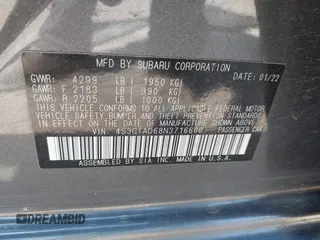 MFD BY SUBARU CORPORATION DATE: 01/22
GVWR: 4299 LB( 1950 KG)
GAWR: F 2183 LB( 990 KG)
GAWR: R 2205 LB( 1000 KG)
THIS VEHICLE CONFORMS TO ALL APPLICABLE FEDERAL MOTOR
VEHICLE SAFETY, BUMPER, AND THEFT PREVENTION STANDARDS
IN EFFECT ON THE DATE OF MANUFACTURE SHOWN ABOVE.
VIN: 4S3GTAD68N3716600 PASSENGER CAR
ASSEMBLED BY SIA INC. MADE IN U.S.A.
DREAMBID